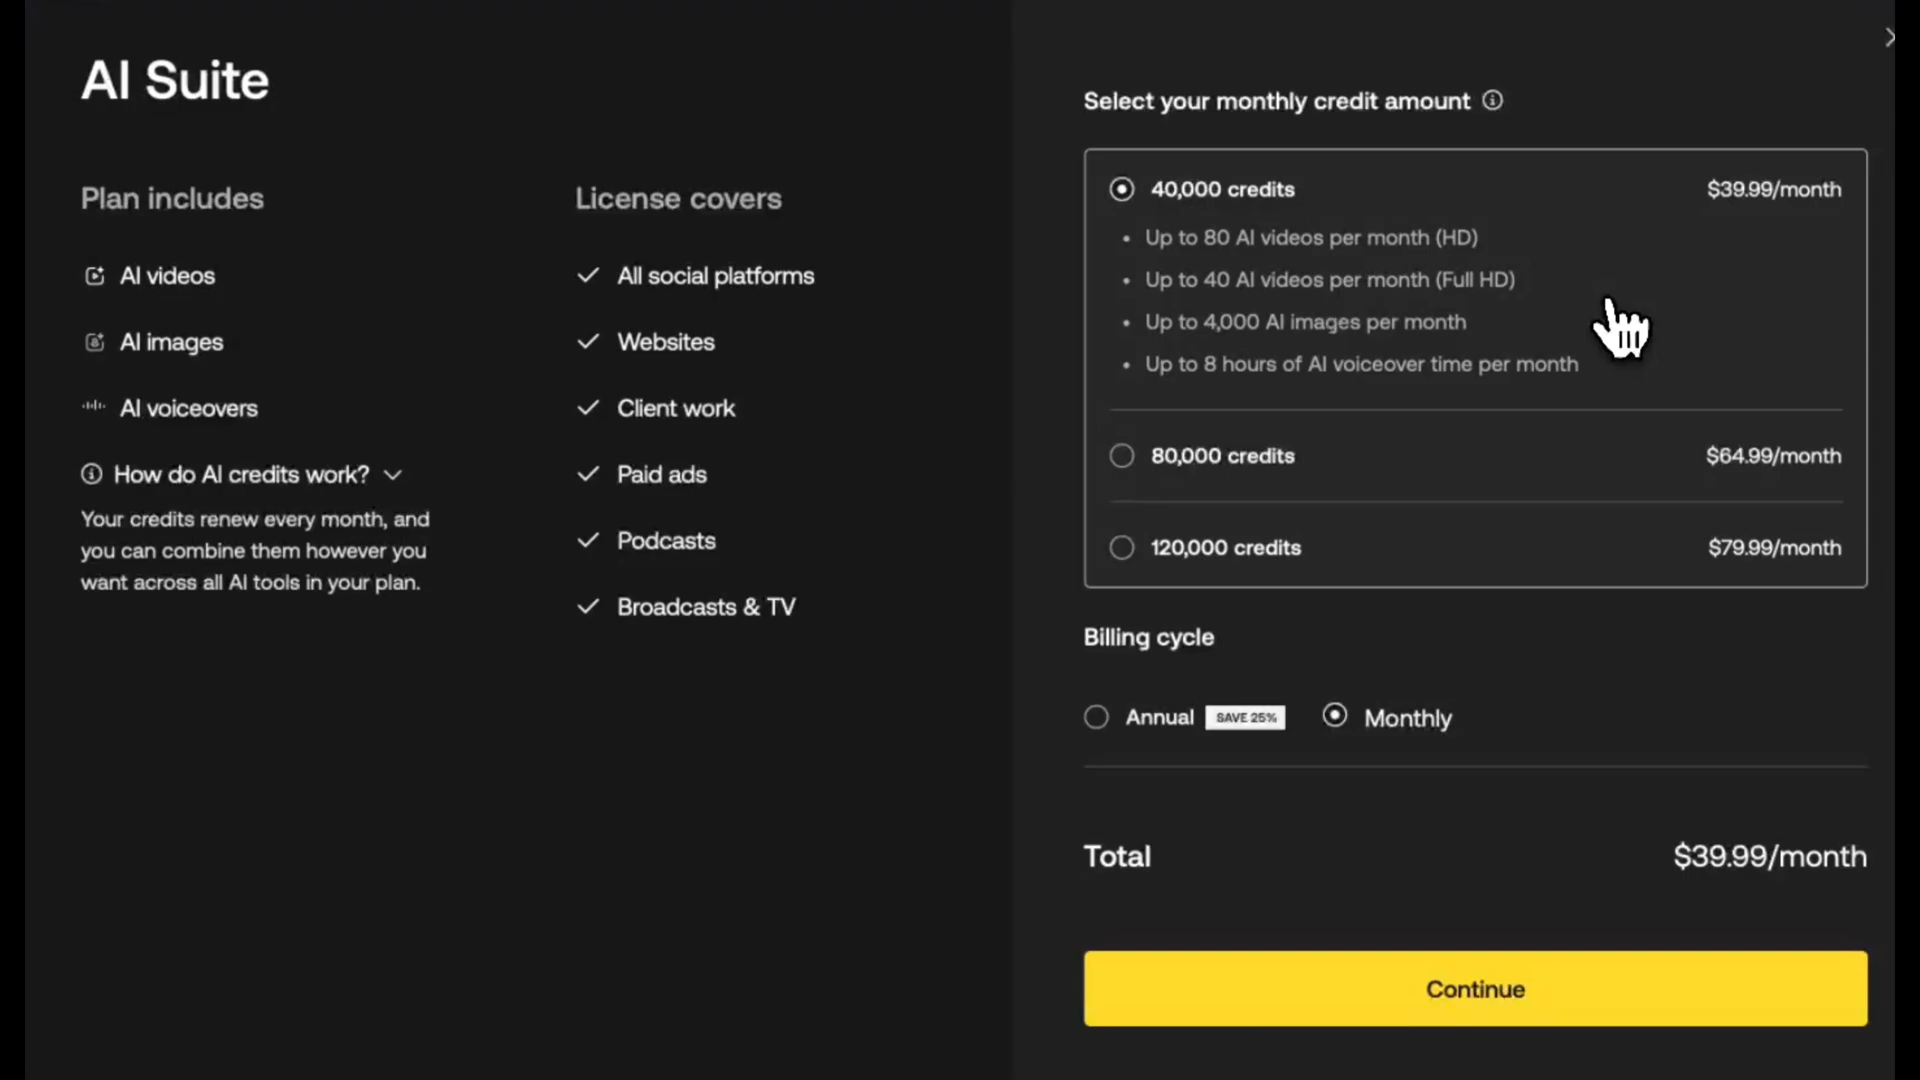 AI Suite
Plan includes
AI videos
AI images
AI voiceovers
How do AI credits work?
Your credits renew every month, and
you can combine them however you
want across all AI tools in your plan.
License covers
All social platforms
Websites
Client work
Paid ads
Podcasts
Broadcasts & TV
Select your monthly credit amount
40,000 credits $39.99/month
• Up to 80 AI videos per month (HD)
• Up to 40 AI videos per month (Full HD)
• Up to 4,000 AI images per month
• Up to 8 hours of AI voiceover time per month
80,000 credits $64.99/month
120,000 credits $79.99/month
Billing cycle
Annual SAVE 25% Monthly
Total $39.99/month
Continue